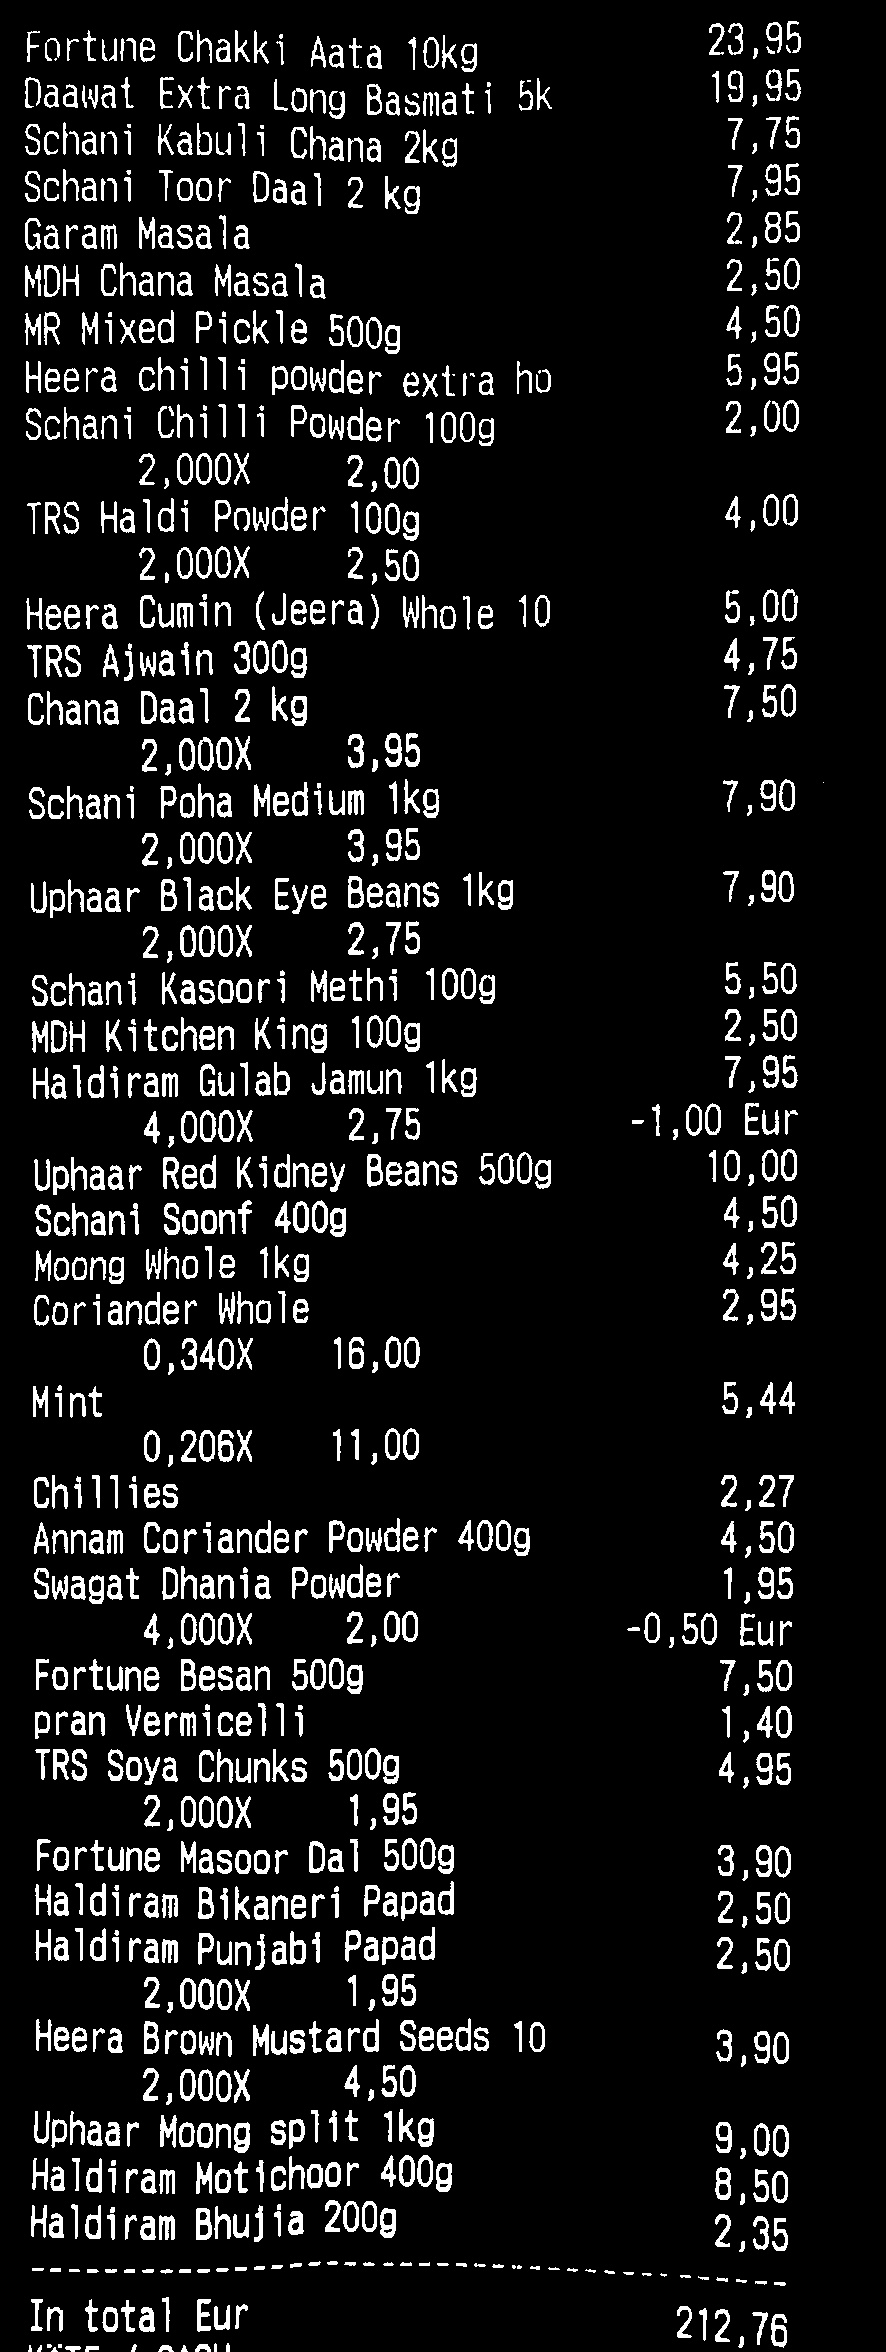 Fortune Chakki Aata 10kg 23,95
Daawat Extra Long Basmati 5k 19,95
Schani Kabuli Chana 2kg 7,75
Schani Toor Daal 2 kg 7,95
Garam Masala 2,85
MDH Chana Masala 2,50
MR Mixed Pickle 500g 4,50
Heera chilli powder extra ho 5,95
Schani Chilli Powder 100g 2,00
2,000X 2,00
TRS Haldi Powder 100g 4,00
2,000X 2,50
Heera Cumin (Jeera) Whole 10 5,00
TRS Ajwain 300g 4,75
Chana Daal 2 kg 7,50
2,000X 3,95
Schani Poha Medium 1kg 7,90
2,000X 3,95
Uphaar Black Eye Beans 1kg 7,90
2,000X 2,75
Schani Kasoori Methi 100g 5,50
MDH Kitchen King 100g 2,50
Haldiram Gulab Jamun 1kg 7,95
4,000X 2,75 -1,00 Eur
Uphaar Red Kidney Beans 500g 10,00
Schani Soonf 400g 4,50
Moong Whole 1kg 4,25
Coriander Whole 2,95
0,340X 16,00
Mint 5,44
0,206X 11,00
Chillies 2,27
Annam Coriander Powder 400g 4,50
Swagat Dhania Powder 1,95
4,000X 2,00 -0,50 Eur
Fortune Besan 500g 7,50
pran Vermicelli 1,40
TRS Soya Chunks 500g 4,95
2,000X 1,95
Fortune Masoor Dal 500g 3,90
Haldiram Bikaneri Papad 2,50
Haldiram Punjabi Papad 2,50
2,000X 1,95
Heera Brown Mustard Seeds 10 3,90
2,000X 4,50
Uphaar Moong split 1kg 9,00
Haldiram Motichoor 400g 8,50
Haldiram Bhujia 200g 2,35
In total Eur 212,76